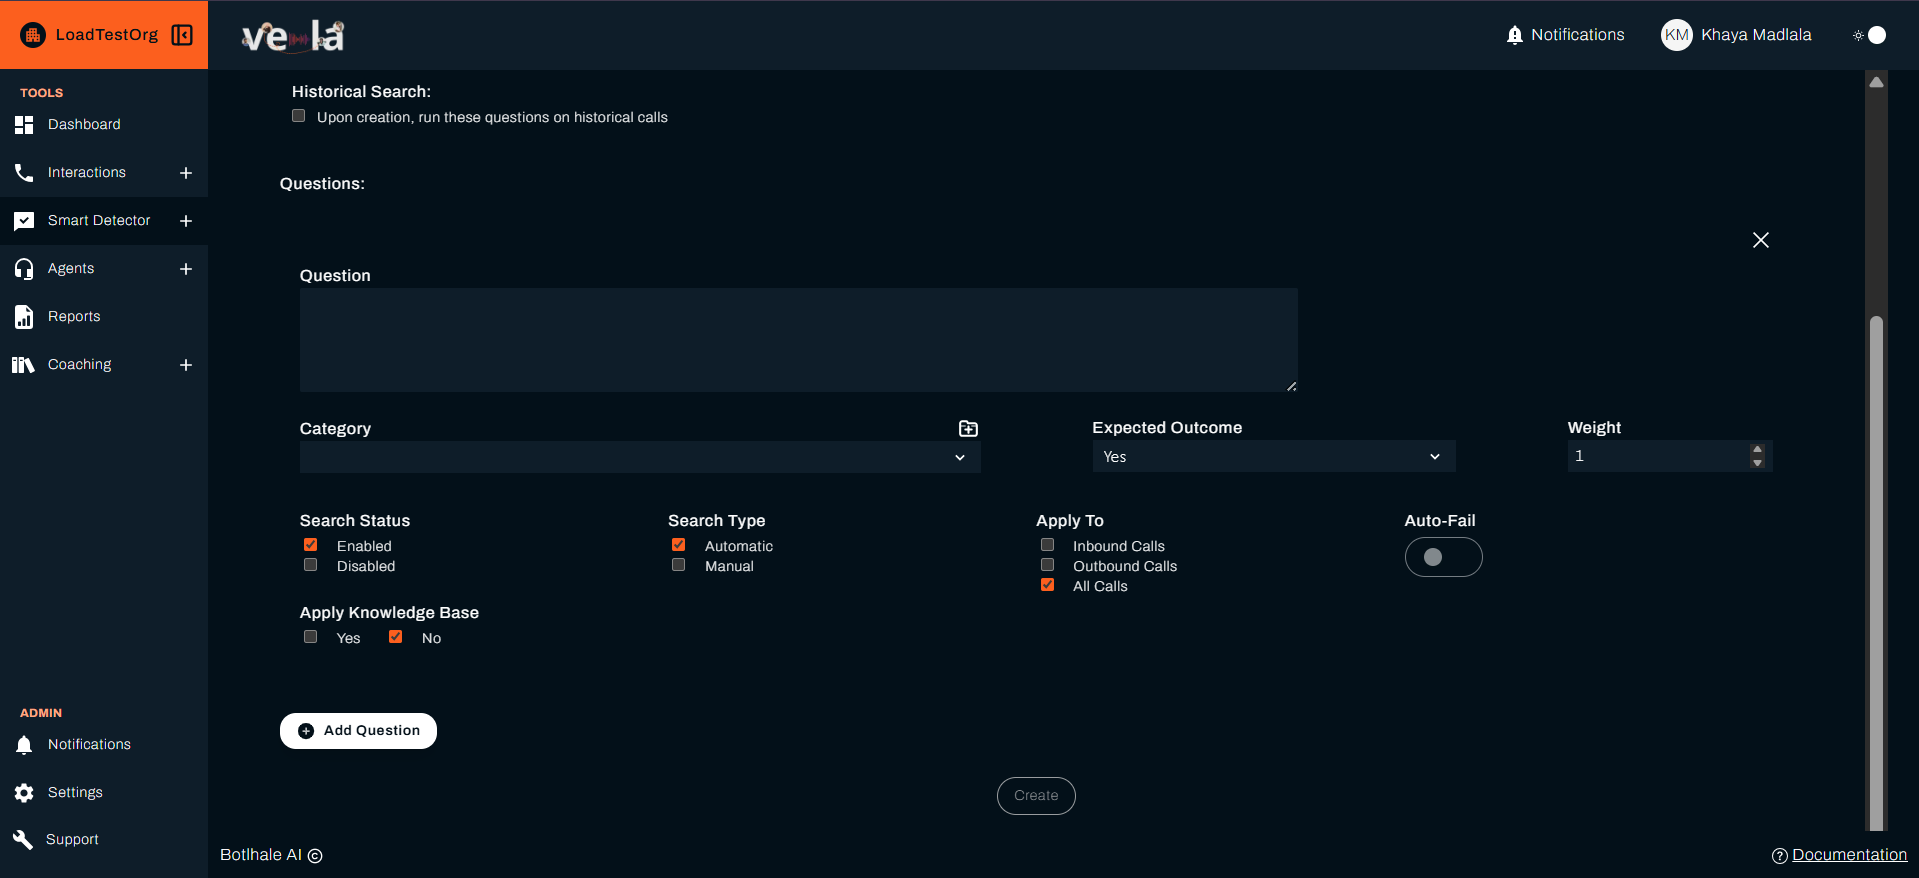 LoadTestOrg
vela
Notifications
KM
Khaya Madlala
TOOLS
Dashboard
Interactions
Smart Detector
Agents
Reports
Coaching
ADMIN
Notifications
Settings
Support
Historical Search:
Upon creation, run these questions on historical calls
Questions:
Question
Category
Expected Outcome
Yes
Weight
1
Search Status
Enabled
Disabled
Search Type
Automatic
Manual
Apply To
Inbound Calls
Outbound Calls
All Calls
Auto-Fail
Apply Knowledge Base
Yes
No
Add Question
Create
Botlhale AI ©
Documentation